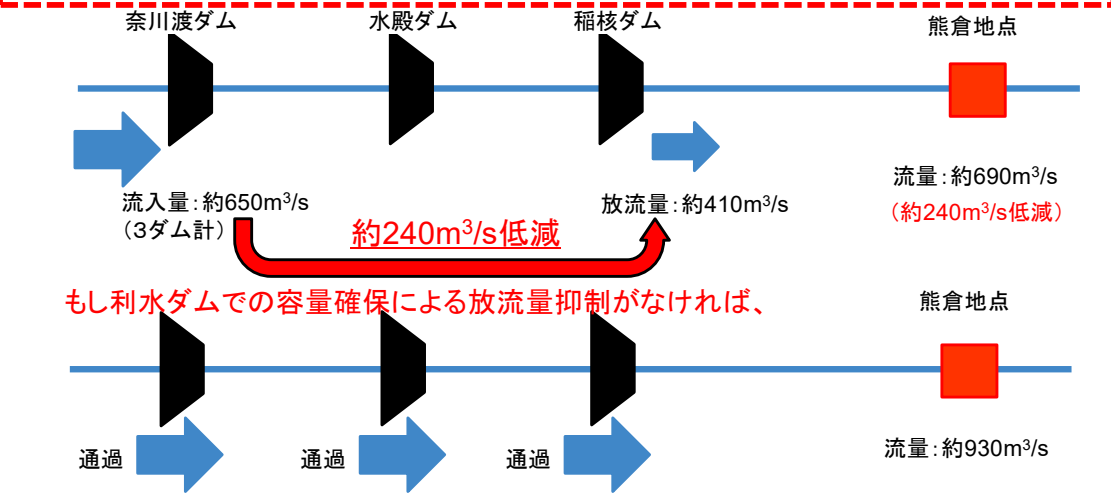 奈川渡ダム
水殿ダム
稲核ダム
熊倉地点
流入量：約650m³/s
（3ダム計）
放流量：約410m³/s
流量：約690m³/s
（約240m³/s低減）
約240m³/s低減
もし利水ダムでの容量確保による放流量抑制がなければ、
熊倉地点
通過
通過
通過
流量：約930m³/s